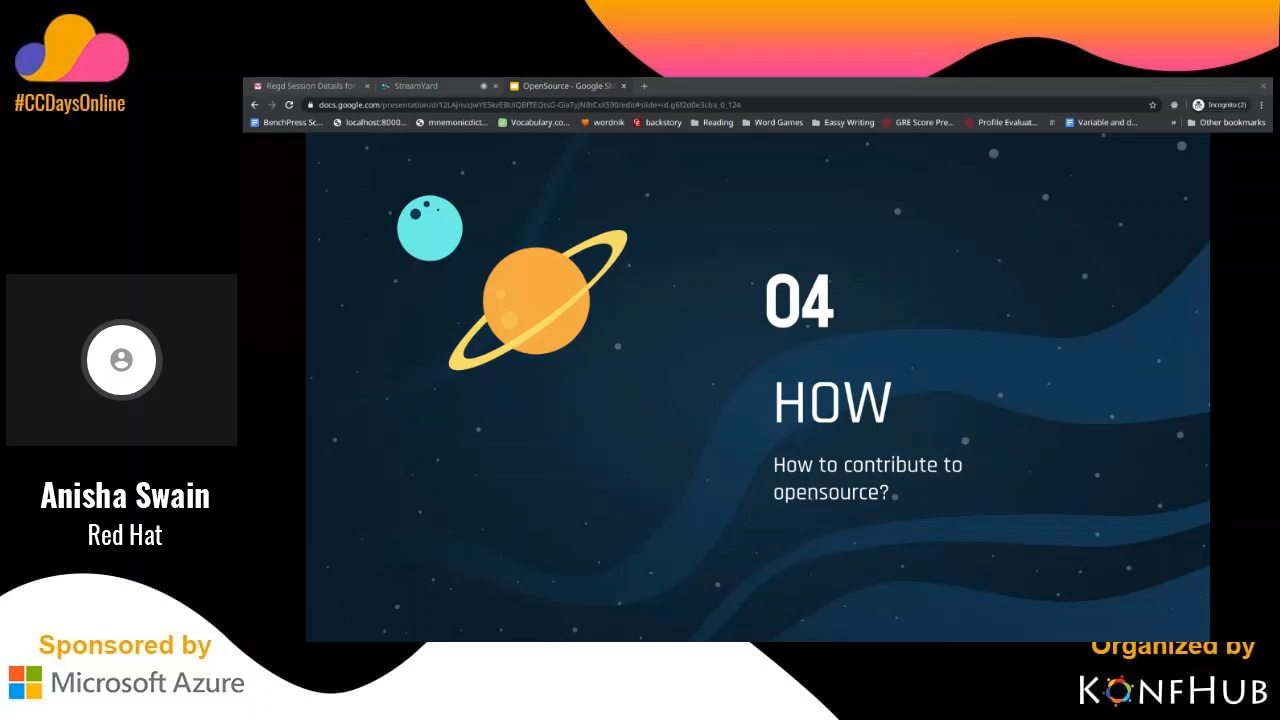 #CCDaysOnline
Regd Session Details for
StreamYard
OpenSource - Google Sli
Incognito (2)
BenchPress Sc...
localhost:8000...
mnemonicdict...
Vocabulary.co...
wordnik
backstory
Reading
Word Games
Eassy Writing
GRE Score Pre...
Profile Evaluat...
Variable and d...
»
Other bookmarks
04
HOW
How to contribute to
opensource?
Anisha Swain
Red Hat
Sponsored by
Microsoft Azure
Organized by
KONFHUB